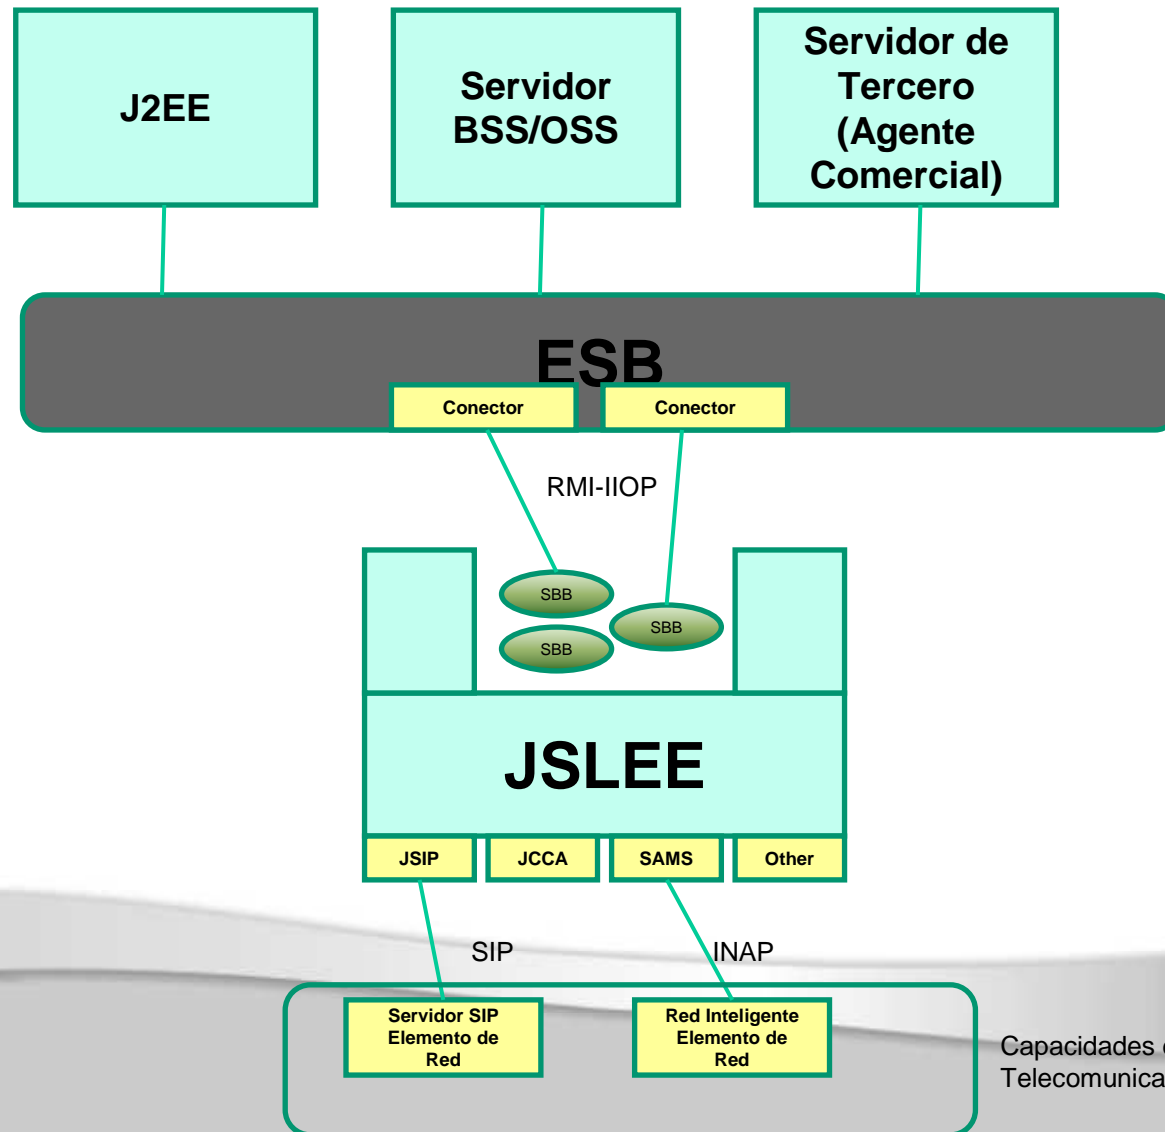 J2EE
Servidor
BSS/OSS
Servidor de
Tercero
(Agente
Comercial)
ESB
Conector
Conector
RMI-IIOP
SBB
SBB
SBB
JSLEE
JSIP
JCCA
SAMS
Other
SIP
INAP
Servidor SIP
Elemento de
Red
Red Inteligente
Elemento de
Red
Capacidades
Telecomunica